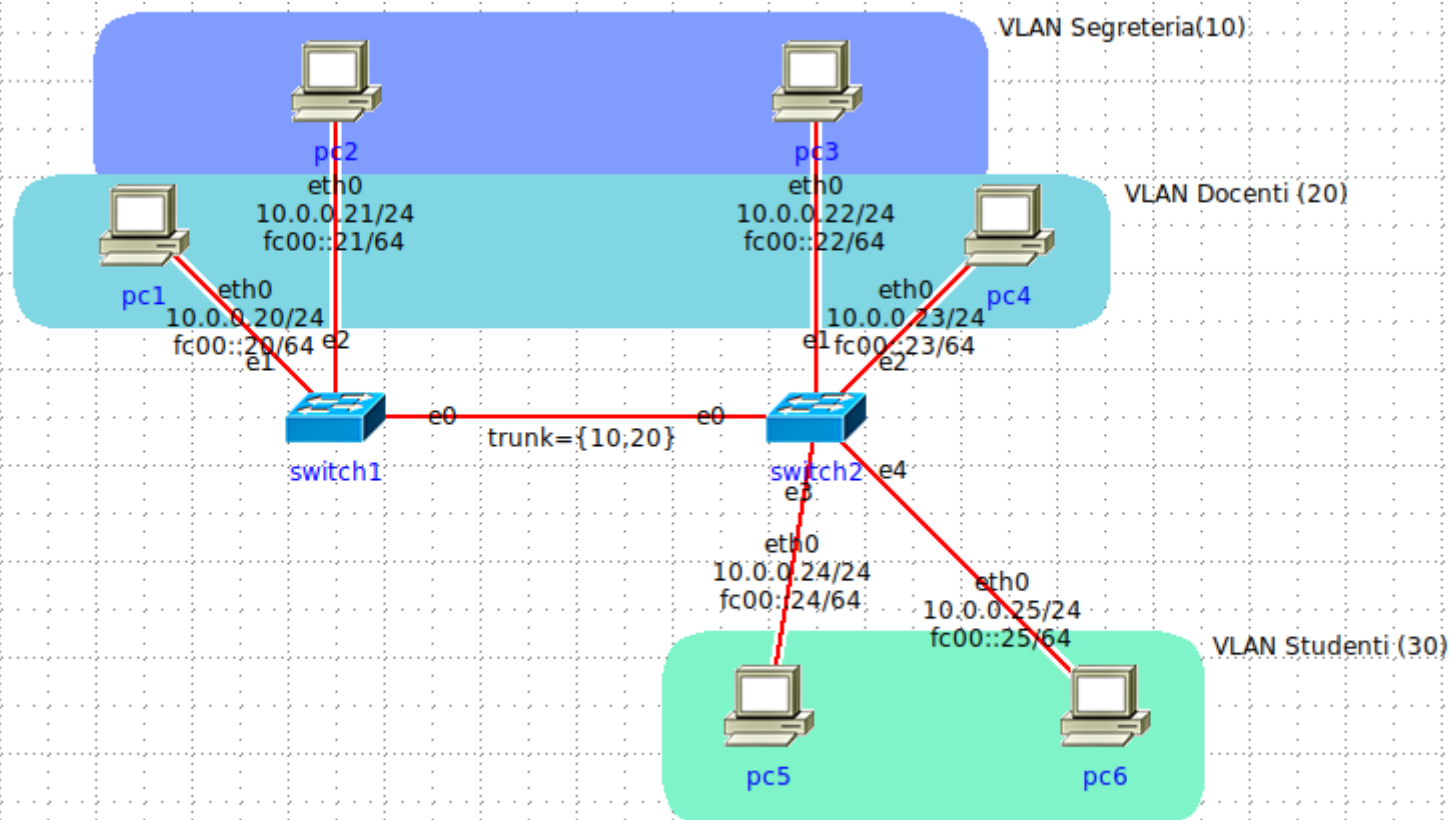 VLAN Segreteria(10)
pc2
pc3
eth0
10.0.0.21/24
fc00::21/64
eth0
10.0.0.22/24
fc00::22/64
VLAN Docenti (20)
pc1
eth0
10.0.0.20/24
fc00::20/64
e1
e2
pc4
eth0
10.0.0.23/24
fc00::23/64
e1
e2
e0
e0
trunk={10,20}
switch1
switch2
e3
e4
eth0
10.0.0.24/24
fc00::24/64
eth0
10.0.0.25/24
fc00::25/64
VLAN Studenti (30)
pc5
pc6